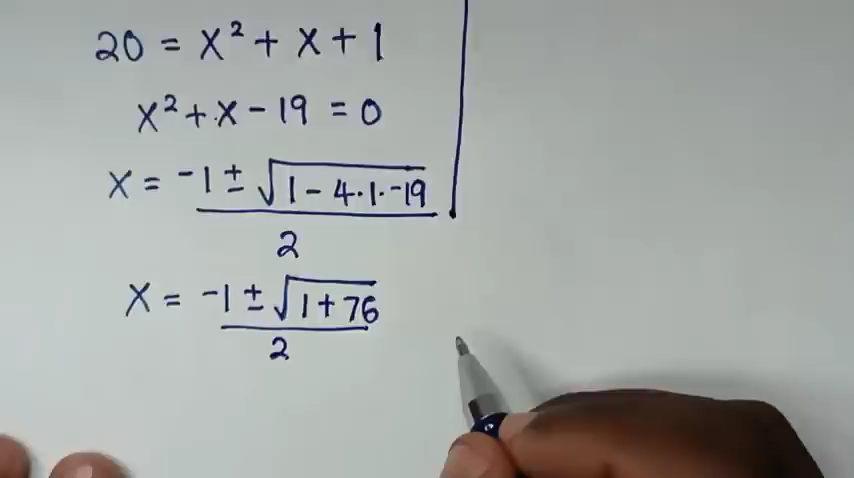 20 = x² + x + 1
x² + x - 19 = 0
x = -1 ± √(1 - 4·1·-19) / 2
x = -1 ± √(1 + 76) / 2